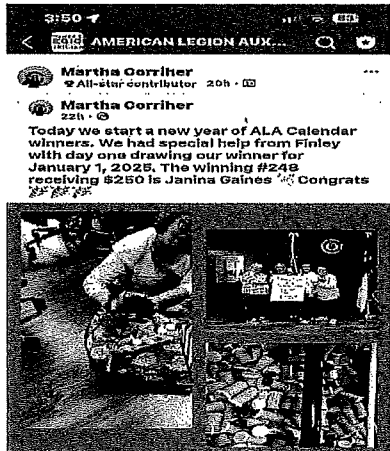 3:50
AMERICAN LEGION AUX...
Martha Corriher
All-star contributor 20h ·
Martha Corriher
22h ·
Today we start a new year of ALA Calendar
winners. We had special help from Finley
with day one drawing our winner for
January 1, 2025. The winning #248
receiving $250 is Janina Gaines Congrats